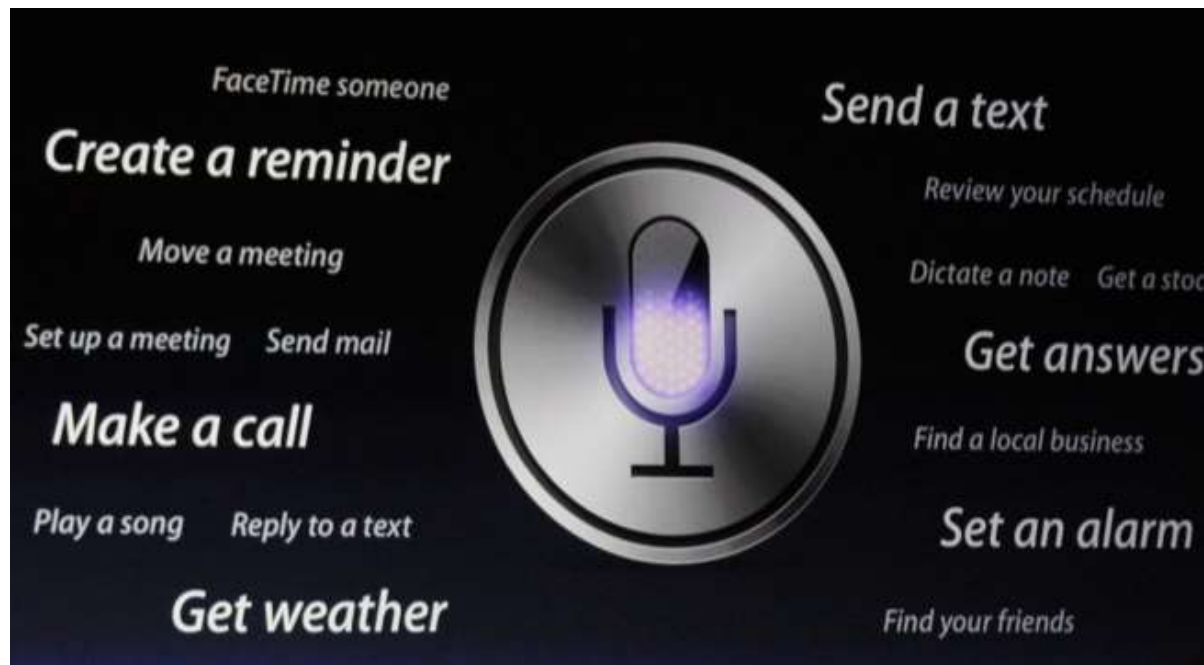 FaceTime someone
Create a reminder
Move a meeting
Set up a meeting Send mail
Make a call
Play a song Reply to a text
Get weather
Send a text
Review your schedule
Dictate a note Get a
Get answers
Find a local business
Set an alarm
Find your friends